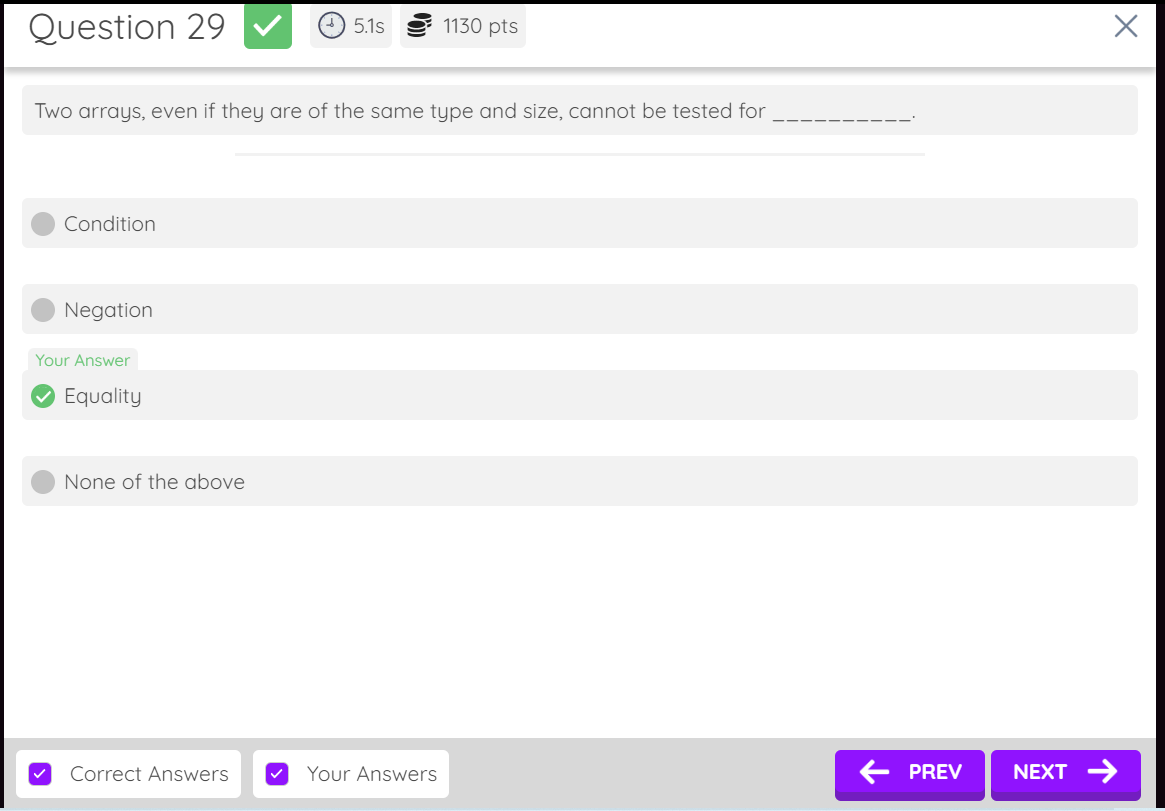 Question 29 5.1s 1130 pts
Two arrays, even if they are of the same type and size, cannot be tested for __________.
Condition
Negation
Your Answer
Equality
None of the above
Correct Answers Your Answers PREV NEXT